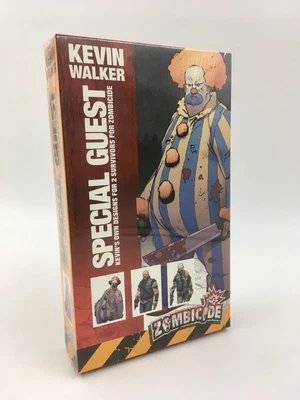 KEVIN
WALKER
SPECIAL GUEST
KEVIN'S OWN DESIGNS FOR 2 SURVIVORS FOR ZOMBICIDE
ZOMBICIDE